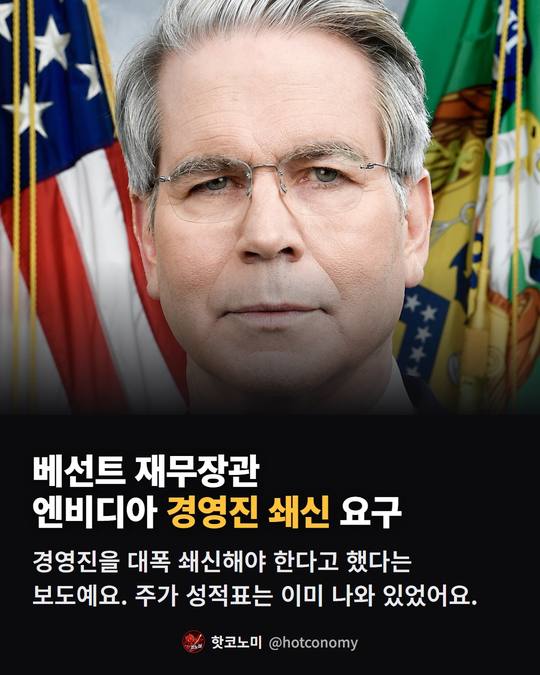 베선트 재무장관
엔비디아 경영진 쇄신 요구
경영진을 대폭 쇄신해야 한다고 했다는
보도예요. 주가 성적표는 이미 나와 있었어요.
핫코노미 @hotconomy